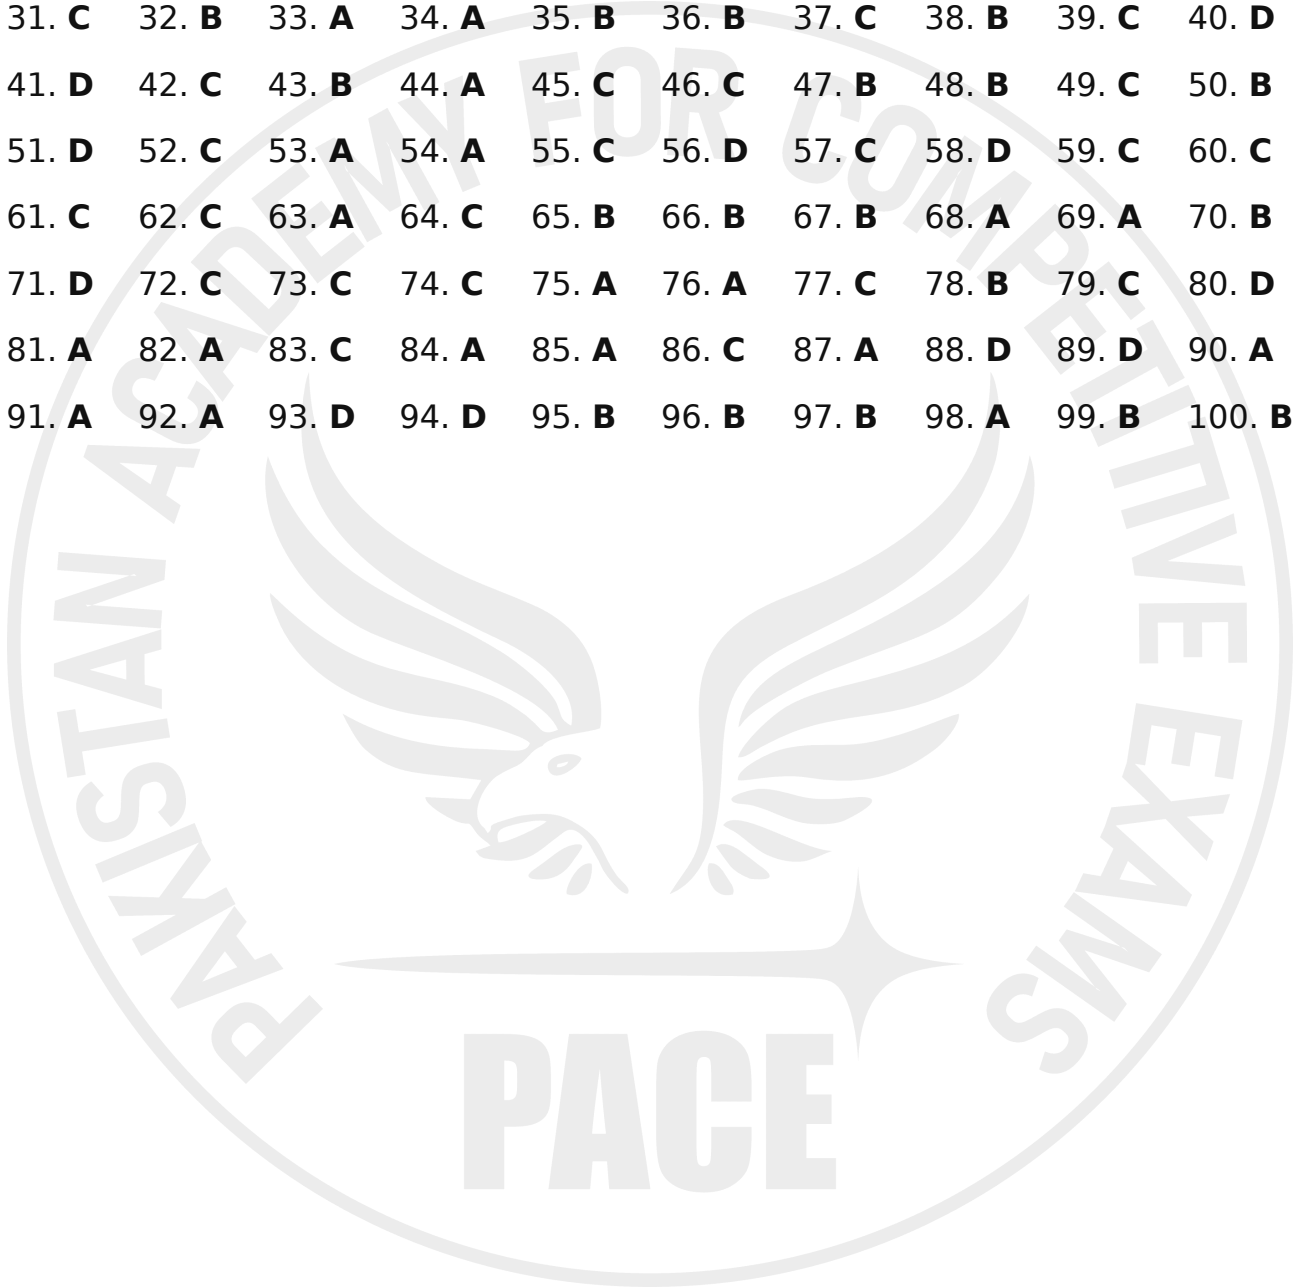 31. C 32. B 33. A 34. A 35. B 36. B 37. C 38. B 39. C 40. D
41. D 42. C 43. B 44. A 45. C 46. C 47. B 48. B 49. C 50. B
51. D 52. C 53. A 54. A 55. C 56. D 57. C 58. D 59. C 60. C
61. C 62. C 63. A 64. C 65. B 66. B 67. B 68. A 69. A 70. B
71. D 72. C 73. C 74. C 75. A 76. A 77. C 78. B 79. C 80. D
81. A 82. A 83. C 84. A 85. A 86. C 87. A 88. D 89. D 90. A
91. A 92. A 93. D 94. D 95. B 96. B 97. B 98. A 99. B 100. B
PAKISTAN ACADEMY FOR COMPETITIVE EXAMS
PACE